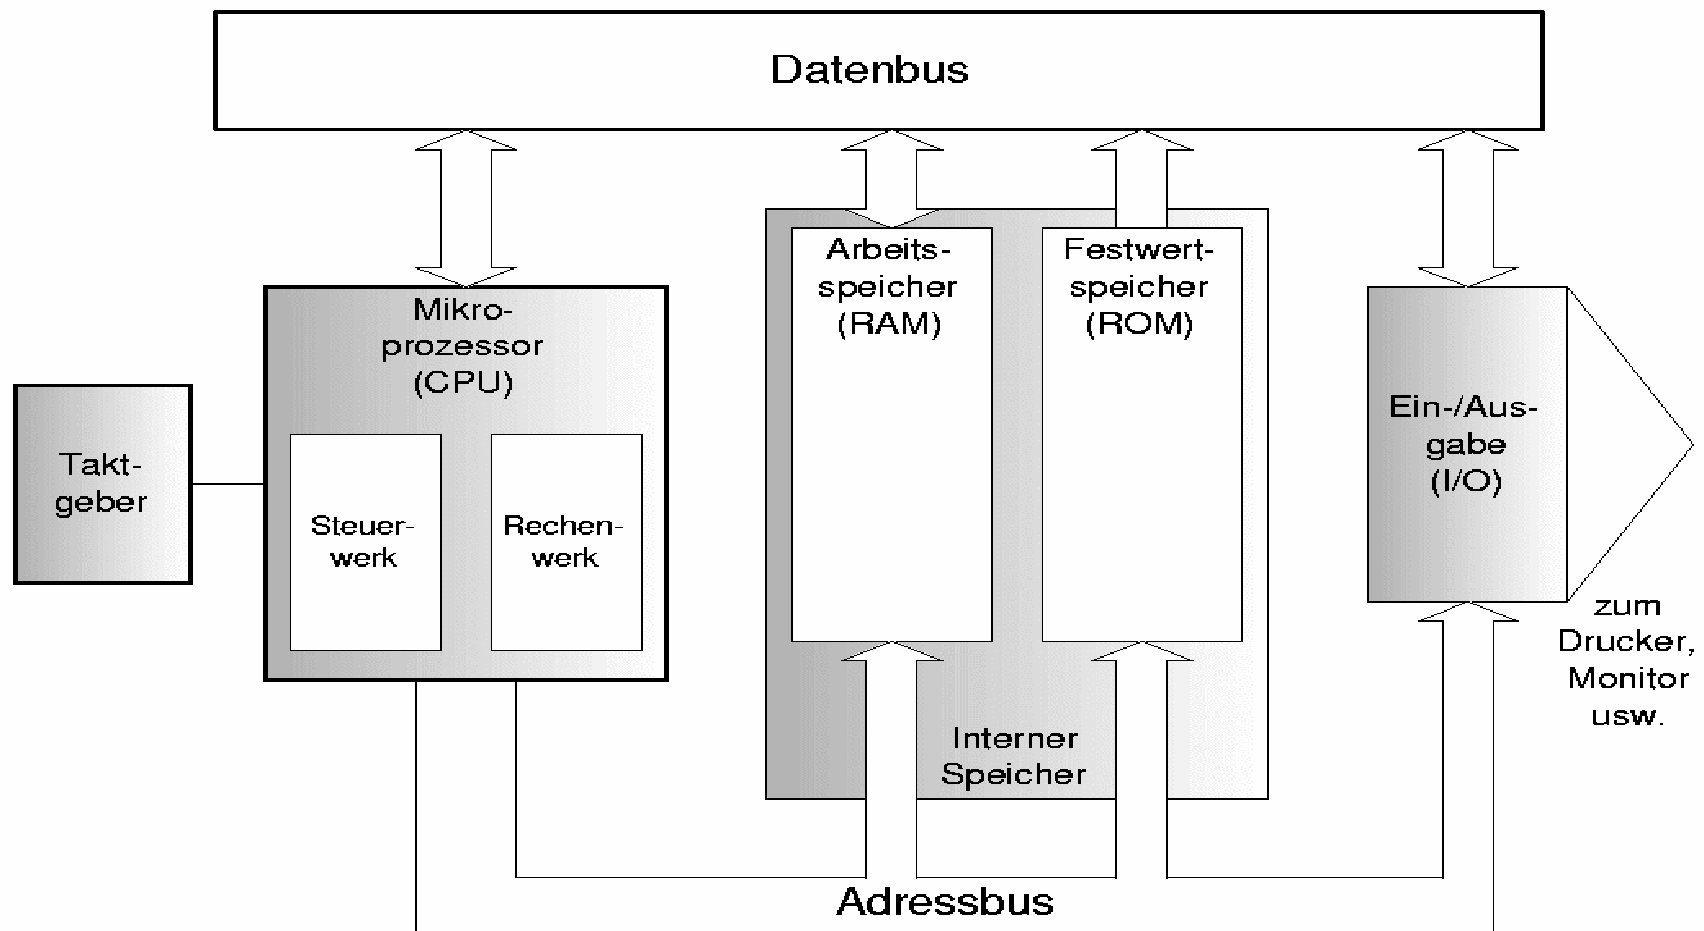 Datenbus
Mikro-
prozessor
(CPU)
Steuer-
werk
Rechen-
werk
Takt-
geber
Arbeits-
speicher
(RAM)
Festwert-
speicher
(ROM)
Interner
Speicher
Ein-/Aus-
gabe
(I/O)
zum
Drucker,
Monitor
usw.
Adressbus